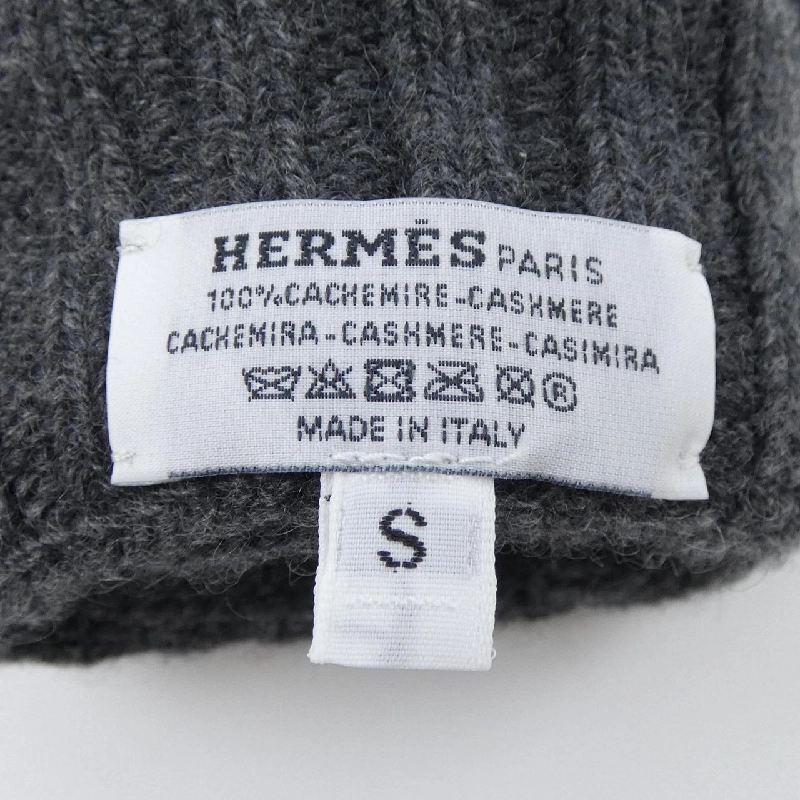 HERMÈS PARIS
100% CACHEMIRE-CASHMERE
CACHEMIRA-CASHMERE-CASIMIRA
®
MADE IN ITALY
S